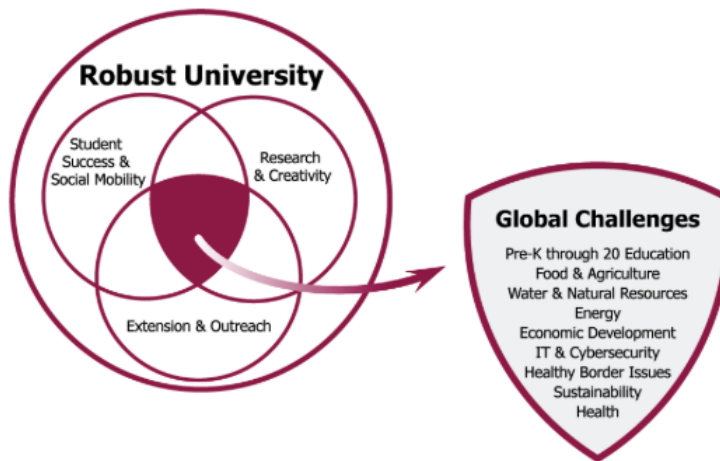 Robust University
Student
Success &
Social Mobility
Research
& Creativity
Extension & Outreach
Global Challenges
Pre-K through 20 Education
Food & Agriculture
Water & Natural Resources
Energy
Economic Development
IT & Cybersecurity
Healthy Border Issues
Sustainability
Health